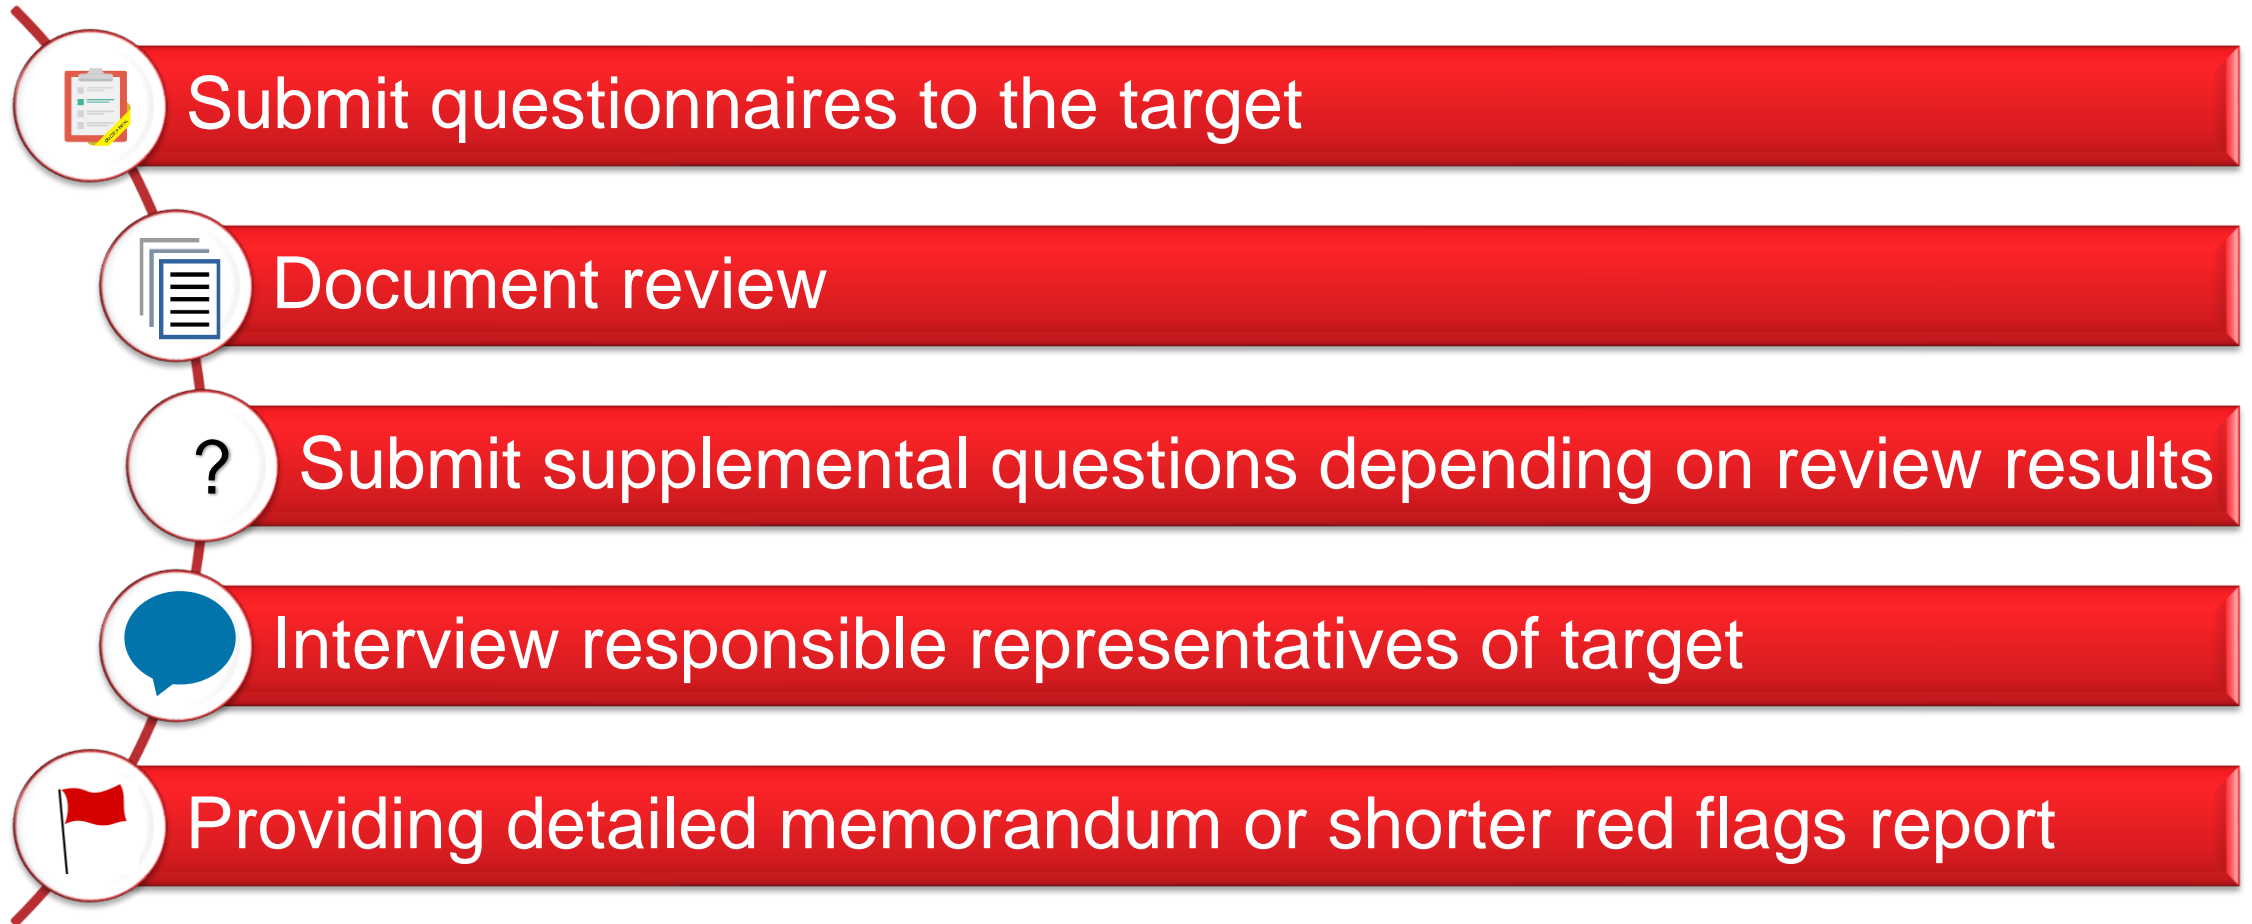 Submit questionnaires to the target
Document review
?
Submit supplemental questions depending on review results
Interview responsible representatives of target
Providing detailed memorandum or shorter red flags report